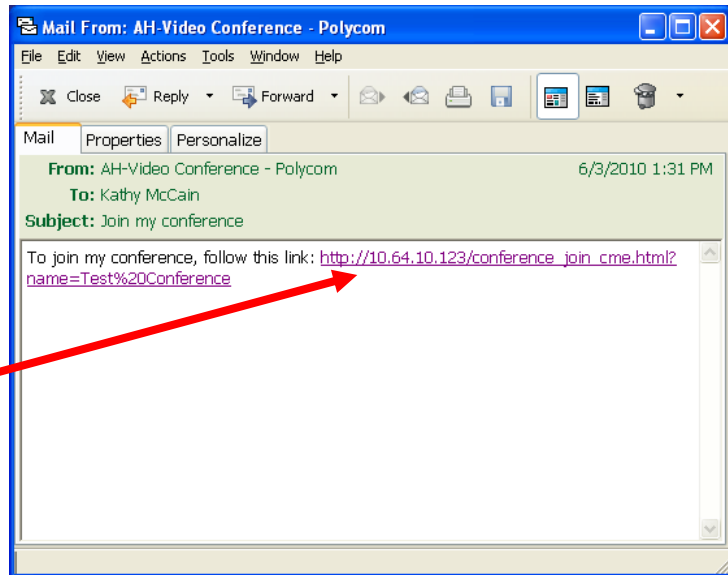 Mail From: AH-Video Conference - Polycom
File Edit View Actions Tools Window Help
Close Reply Forward
Mail Properties Personalize
From: AH-Video Conference - Polycom 6/3/2010 1:31 PM
To: Kathy McCain
Subject: Join my conference
To join my conference, follow this link: http://10.64.10.123/conference_join_cme.html?
name=Test%20Conference